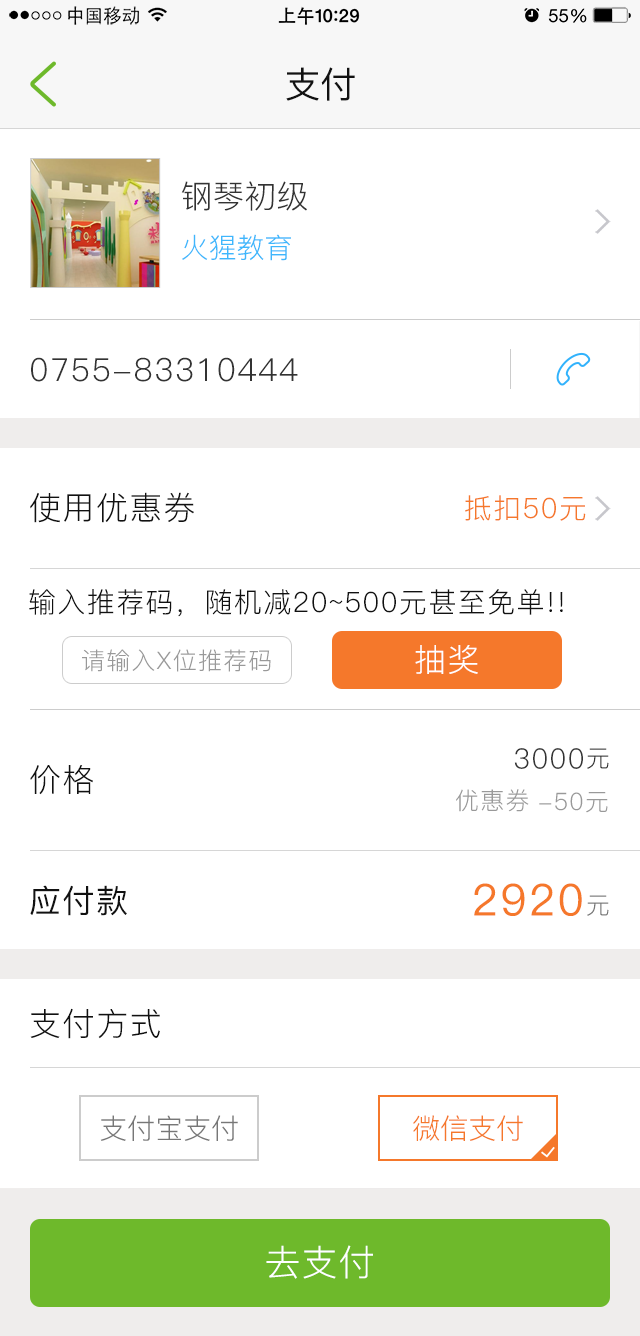 中国移动 上午10:29 55%
支付
钢琴初级
火猩教育
0755-83310444
使用优惠券 抵扣50元
输入推荐码，随机减20~500元甚至免单!!
请输入X位推荐码 抽奖
价格 3000元
优惠券 -50元
应付款 2920元
支付方式
支付宝支付 微信支付
去支付